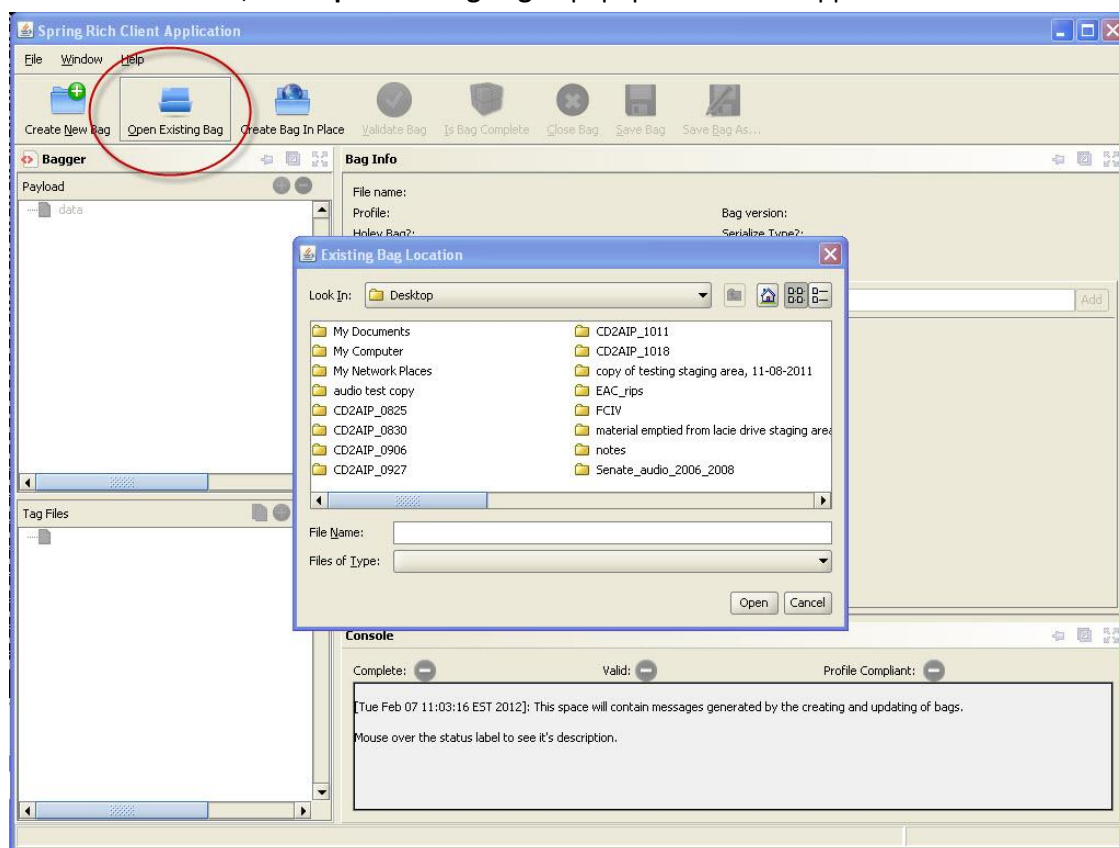 Spring Rich Client Application
File Window Help
Create New Bag Open Existing Bag Create Bag In Place Validate Bag Is Bag Complete Close Bag Save Bag Save Bag As...
Bagger
Payload
data
Bag Info
File name:
Profile: Bag version:
Holey Bag?: Serialize Type?:
Add
Existing Bag Location
Look In: Desktop
My Documents
My Computer
My Network Places
audio test copy
CD2AIP_0825
CD2AIP_0830
CD2AIP_0906
CD2AIP_0927
CD2AIP_1011
CD2AIP_1018
copy of testing staging area, 11-08-2011
EAC_rips
FCIV
material emptied from lacie drive staging area
notes
Senate_audio_2006_2008
File Name:
Files of Type:
Open Cancel
Tag Files
Console
Complete: Valid: Profile Compliant:
[Tue Feb 07 11:03:16 EST 2012]: This space will contain messages generated by the creating and updating of bags.
Mouse over the status label to see it's description.